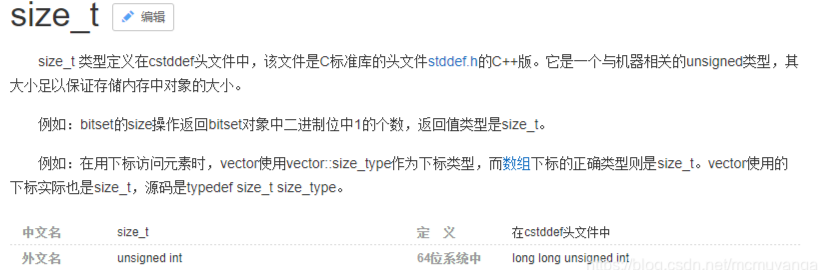 size_t 编辑
size_t 类型定义在cstddef头文件中，该文件是C标准库的头文件stddef.h的C++版。它是一个与机器相关的unsigned类型，其
大小足以保证存储内存中对象的大小。
例如：bitset的size操作返回bitset对象中二进制位中1的个数，返回值类型是size_t。
例如：在用下标访问元素时，vector使用vector::size_type作为下标类型，而数组下标的正确类型则是size_t。vector使用的
下标实际也是size_t，源码是typedef size_t size_type。
中文名 size_t 定 义 在cstddef头文件中
外文名 unsigned int 64位系统中 long long unsigned int
https://blog.csdn.net/mcmuyanga